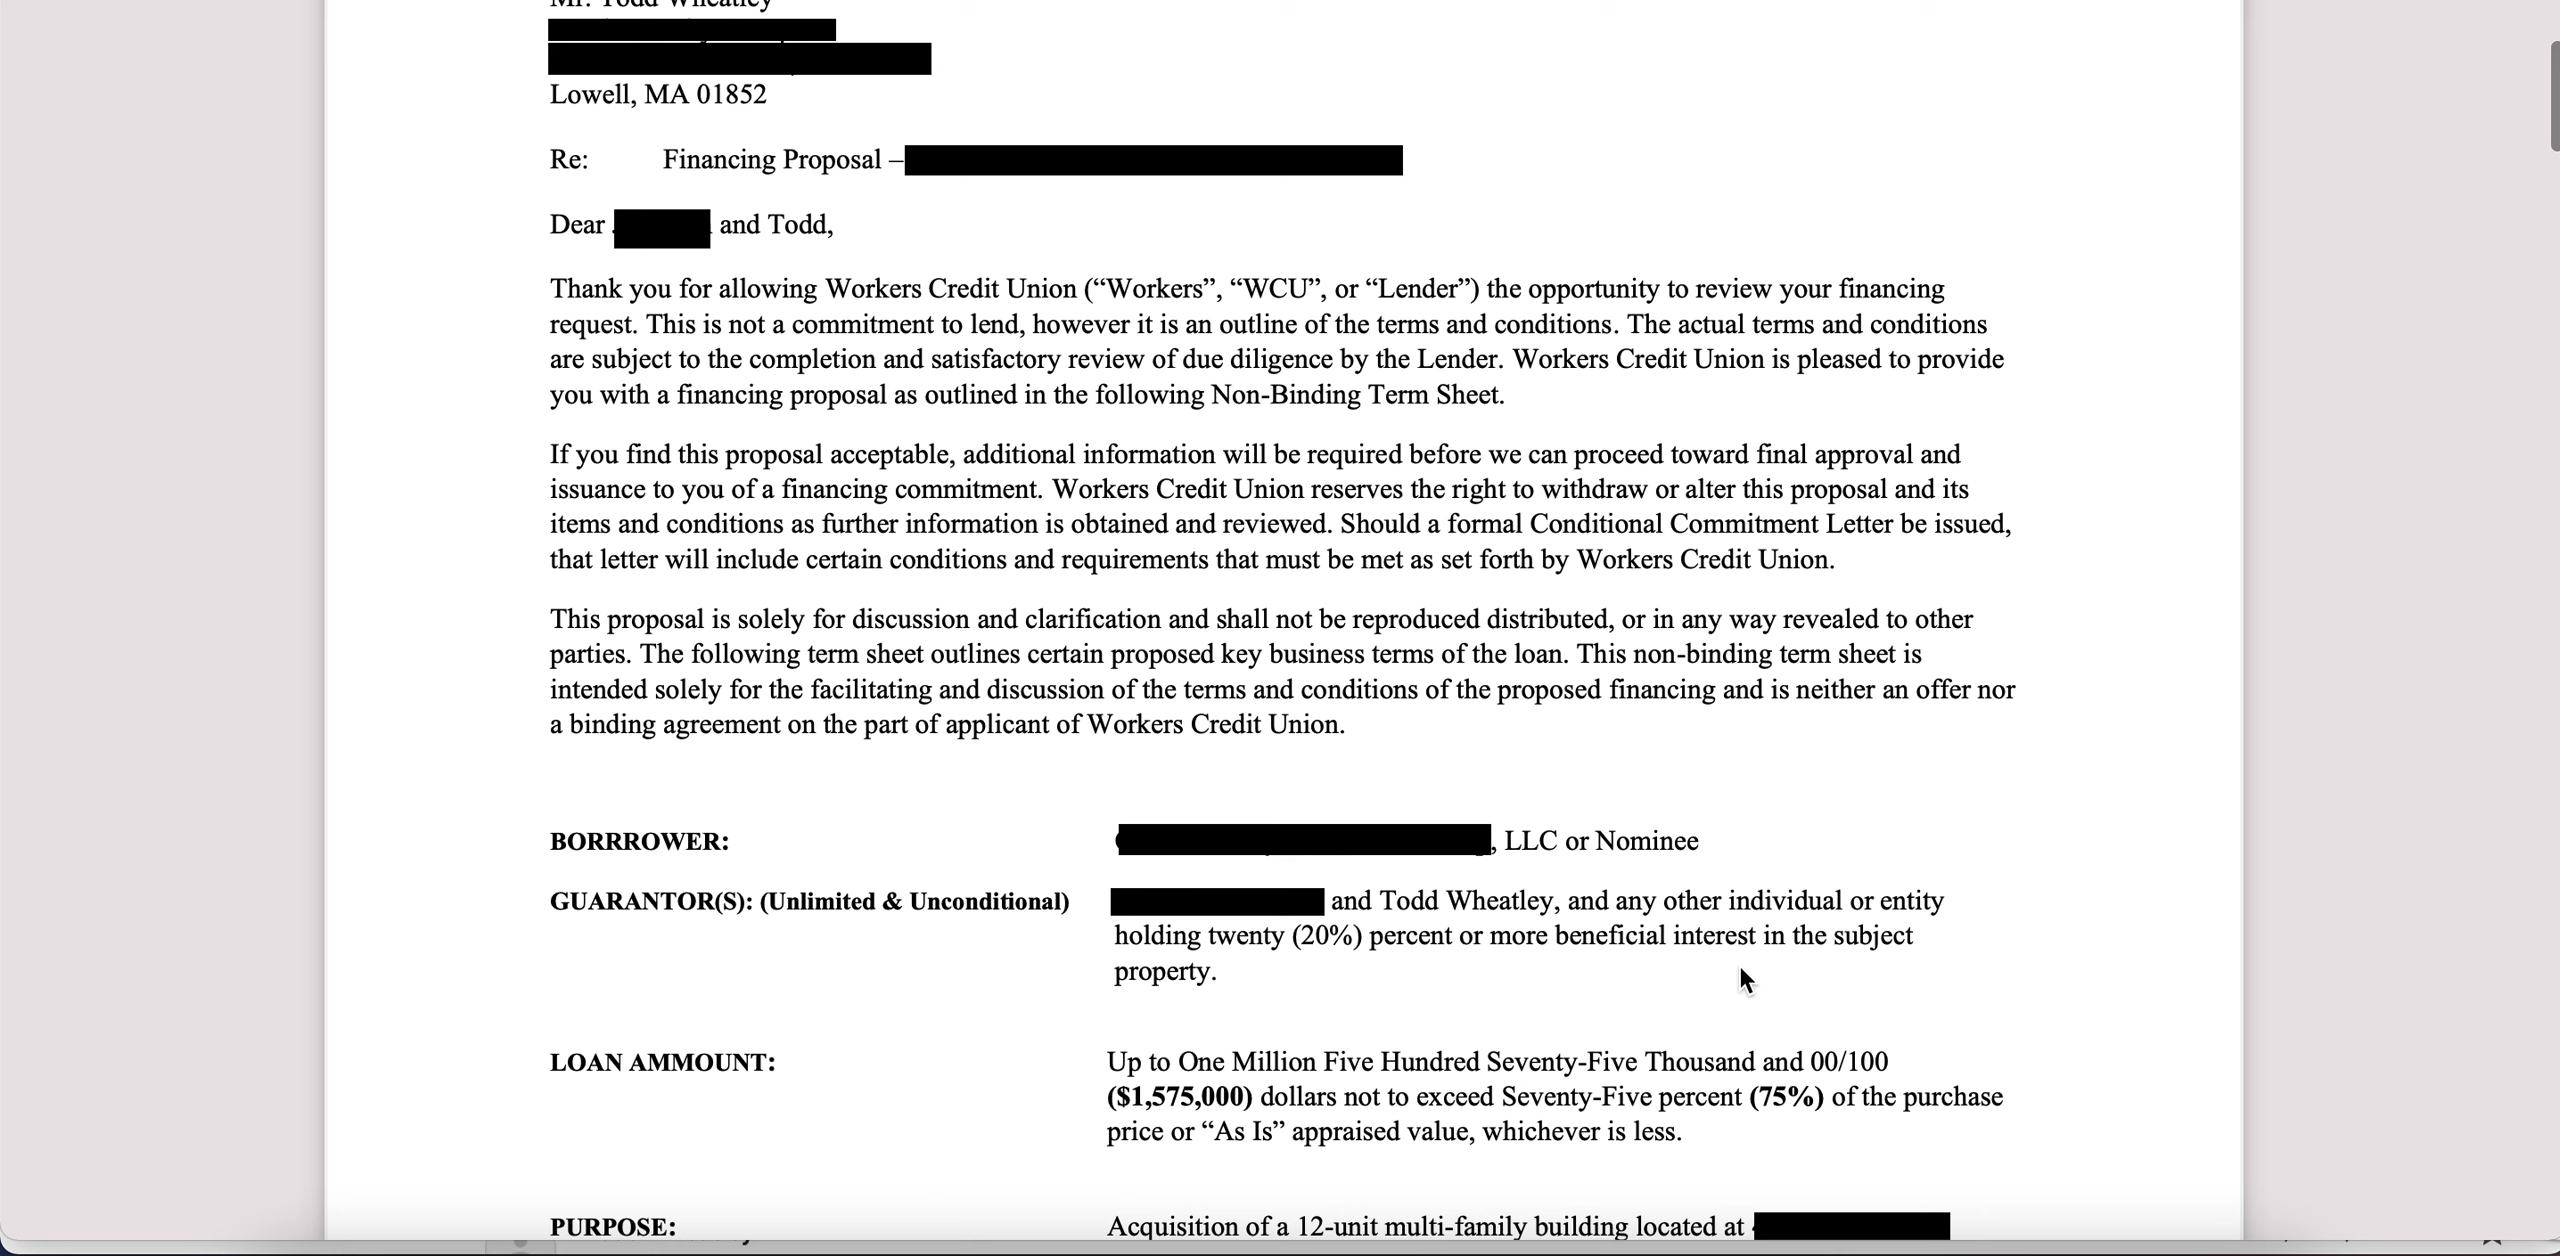 Mr. Todd Wheatley
Lowell, MA 01852
Re: Financing Proposal –
Dear and Todd,
Thank you for allowing Workers Credit Union (“Workers”, “WCU”, or “Lender”) the opportunity to review your financing
request. This is not a commitment to lend, however it is an outline of the terms and conditions. The actual terms and conditions
are subject to the completion and satisfactory review of due diligence by the Lender. Workers Credit Union is pleased to provide
you with a financing proposal as outlined in the following Non-Binding Term Sheet.
If you find this proposal acceptable, additional information will be required before we can proceed toward final approval and
issuance to you of a financing commitment. Workers Credit Union reserves the right to withdraw or alter this proposal and its
items and conditions as further information is obtained and reviewed. Should a formal Conditional Commitment Letter be issued,
that letter will include certain conditions and requirements that must be met as set forth by Workers Credit Union.
This proposal is solely for discussion and clarification and shall not be reproduced distributed, or in any way revealed to other
parties. The following term sheet outlines certain proposed key business terms of the loan. This non-binding term sheet is
intended solely for the facilitating and discussion of the terms and conditions of the proposed financing and is neither an offer nor
a binding agreement on the part of applicant of Workers Credit Union.
BORRROWER: , LLC or Nominee
GUARANTOR(S): (Unlimited & Unconditional) and Todd Wheatley, and any other individual or entity
holding twenty (20%) percent or more beneficial interest in the subject
property.
LOAN AMMOUNT: Up to One Million Five Hundred Seventy-Five Thousand and 00/100
($1,575,000) dollars not to exceed Seventy-Five percent (75%) of the purchase
price or “As Is” appraised value, whichever is less.
PURPOSE: Acquisition of a 12-unit multi-family building located at